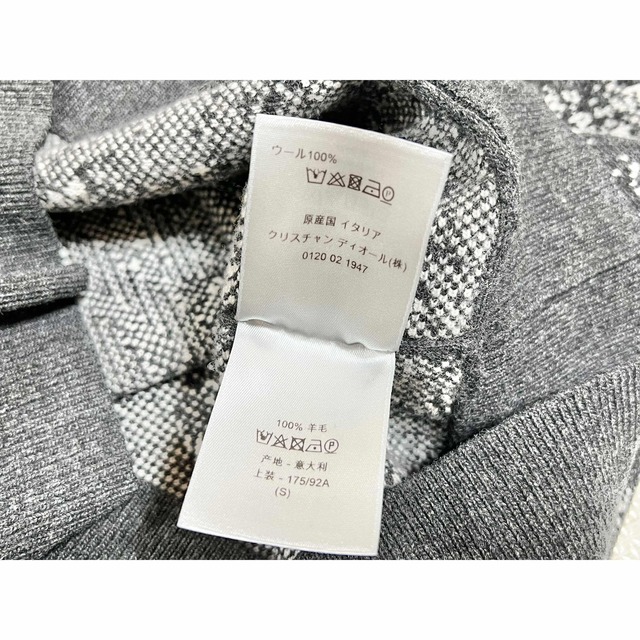 ウール100%
原産国 イタリア
クリスチャン ディオール(株)
0120 02 1947
100% 羊毛
P
产地 - 意大利
上装 - 175/92A
(S)